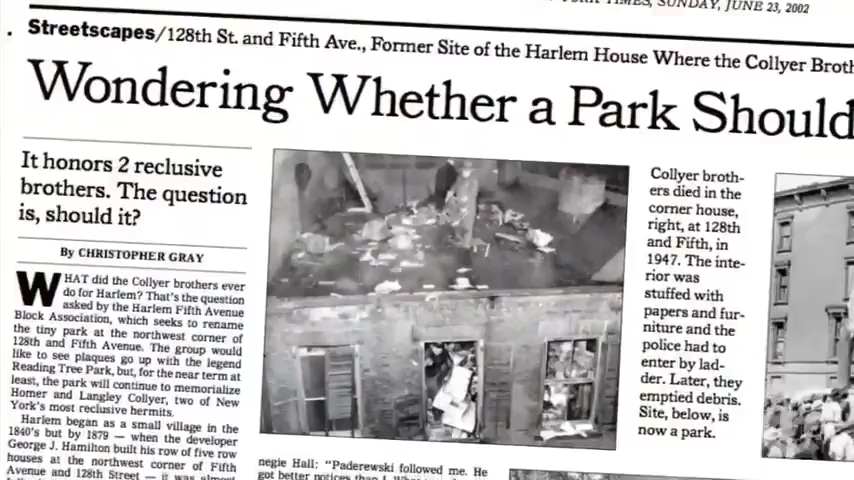 TIMES, SUNDAY, JUNE 23, 2002
Streetscapes/128th St. and Fifth Ave., Former Site of the Harlem House Where the Collyer Broth
Wondering Whether a Park Should
It honors 2 reclusive
brothers. The question
is, should it?
By CHRISTOPHER GRAY
WHAT did the Collyer brothers ever
do for Harlem? That's the question
asked by the Harlem Fifth Avenue
Block Association, which seeks to rename
the tiny park at the northwest corner of
128th and Fifth Avenue. The group would
like to see plaques go up with the legend
Reading Tree Park, but, for the near term at
least, the park will continue to memorialize
Homer and Langley Collyer, two of New
York's most reclusive hermits.
Harlem began as a small village in the
1840's but by 1879 — when the developer
George J. Hamilton built his row of five row
houses at the northwest corner of Fifth
Avenue and 128th Street — it was almost
negie Hall: "Paderewski followed me. He
got better notices than I.
Collyer broth-
ers died in the
corner house,
right, at 128th
and Fifth, in
1947. The inte-
rior was
stuffed with
papers and fur-
niture and the
police had to
enter by lad-
der. Later, they
emptied debris.
Site, below, is
now a park.